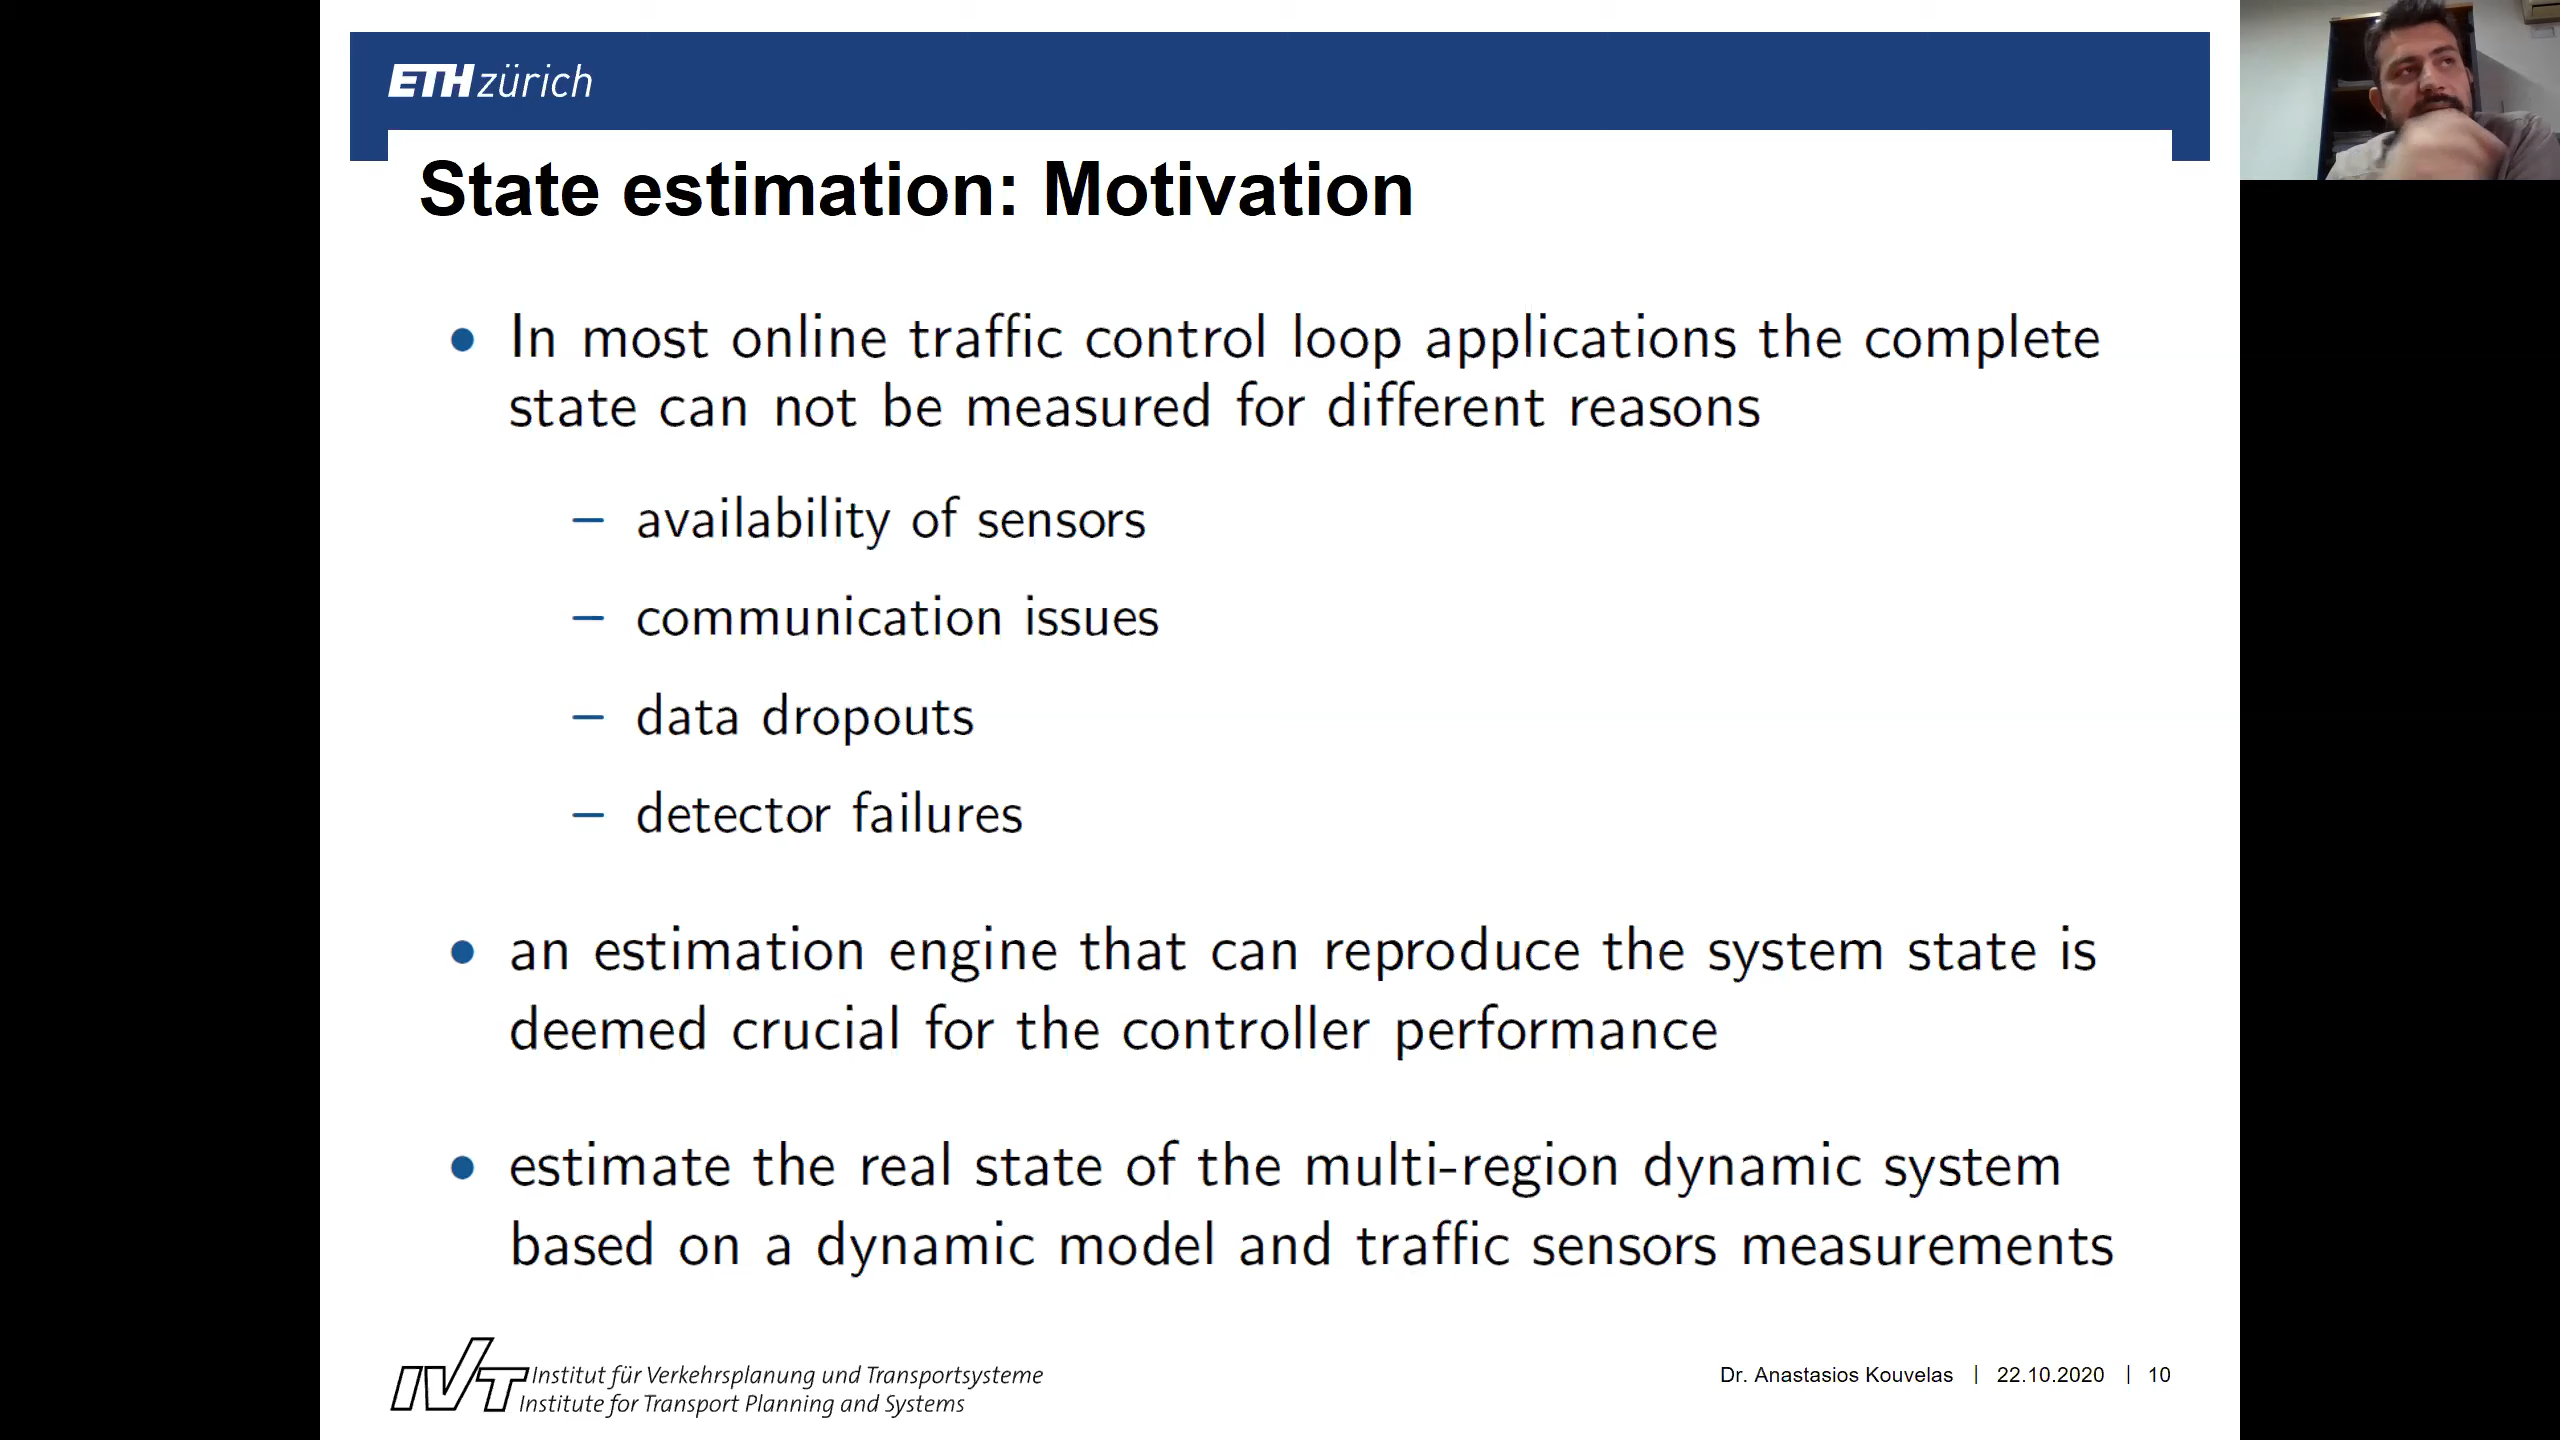 ETH zürich
State estimation: Motivation
• In most online traffic control loop applications the complete
state can not be measured for different reasons
– availability of sensors
– communication issues
– data dropouts
– detector failures
• an estimation engine that can reproduce the system state is
deemed crucial for the controller performance
• estimate the real state of the multi-region dynamic system
based on a dynamic model and traffic sensors measurements
IVT Institut für Verkehrsplanung und Transportsysteme
Institute for Transport Planning and Systems
Dr. Anastasios Kouvelas | 22.10.2020 | 10